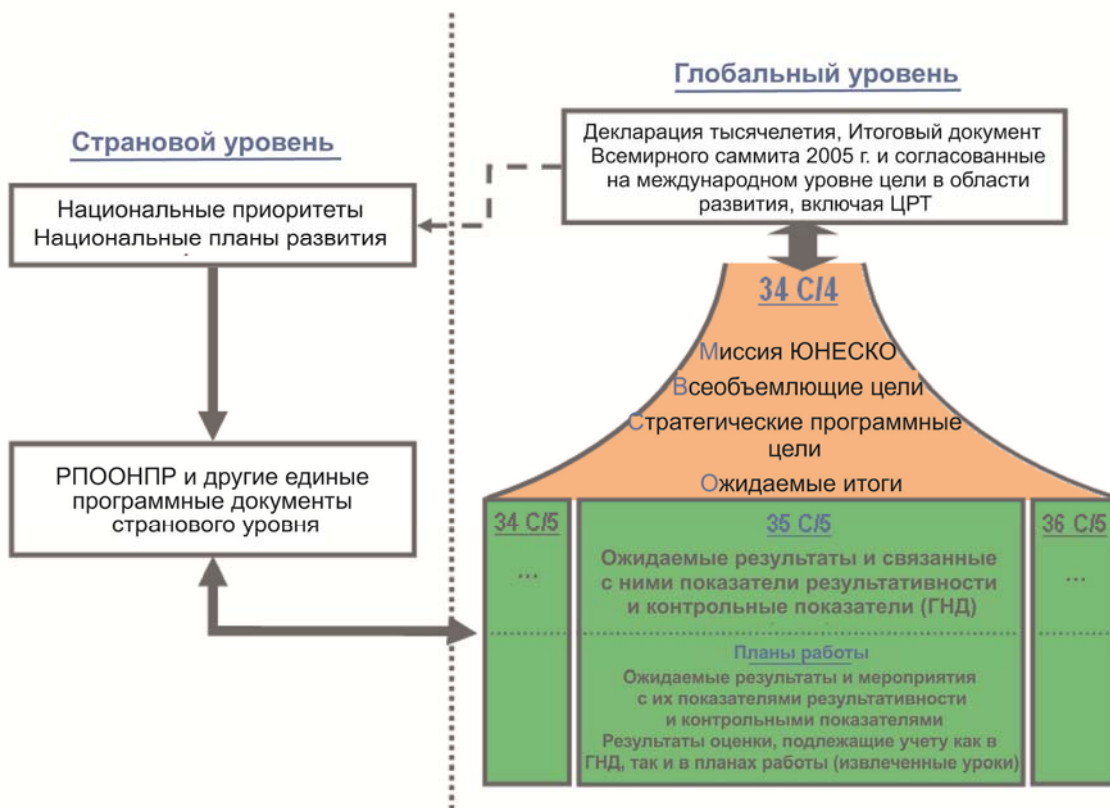 Страновой уровень
Национальные приоритеты
Национальные планы развития
РПООНПР и другие единые
программные документы
странового уровня
Глобальный уровень
Декларация тысячелетия, Итоговый документ
Всемирного саммита 2005 г. и согласованные
на международном уровне цели в области
развития, включая ЦРТ
34 C/4
Миссия ЮНЕСКО
Всеобъемлющие цели
Стратегические программные
цели
Ожидаемые итоги
34 C/5
...
35 C/5
Ожидаемые результаты и связанные
с ними показатели результативности
и контрольные показатели (ГНД)
Планы работы
Ожидаемые результаты и мероприятия
с их показателями результативности
и контрольными показателями
Результаты оценки, подлежащие учету как в
ГНД, так и в планах работы (извлеченные уроки)
36 C/5
...